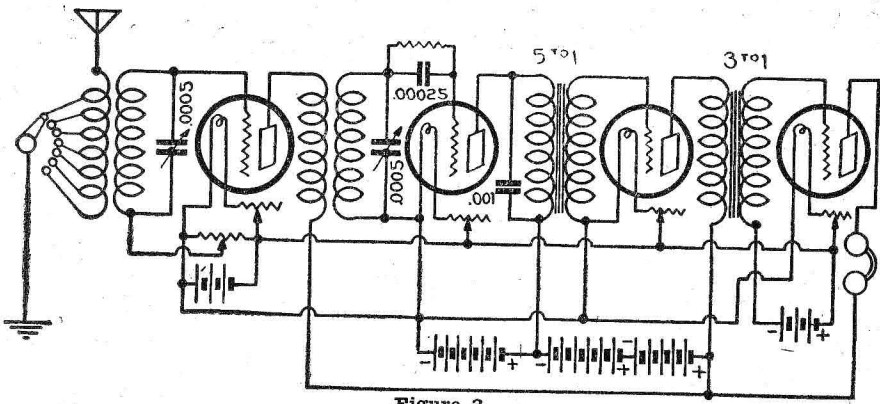 .0005
.00025
.0005
5 TO 1
.001
3 TO 1
- +
- + - +
- +
Figure 2